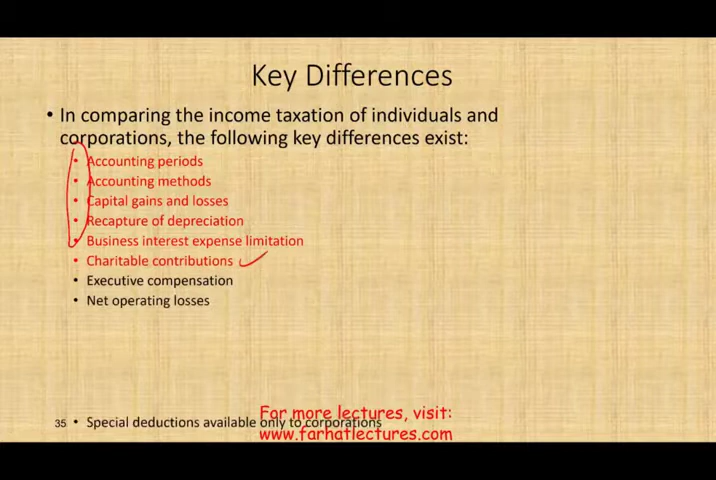 Key Differences
• In comparing the income taxation of individuals and
corporations, the following key differences exist:
• Accounting periods
• Accounting methods
• Capital gains and losses
• Recapture of depreciation
• Business interest expense limitation
• Charitable contributions
• Executive compensation
• Net operating losses
For more lectures, visit:
35 • Special deductions available only to corporations
www.farhatlectures.com